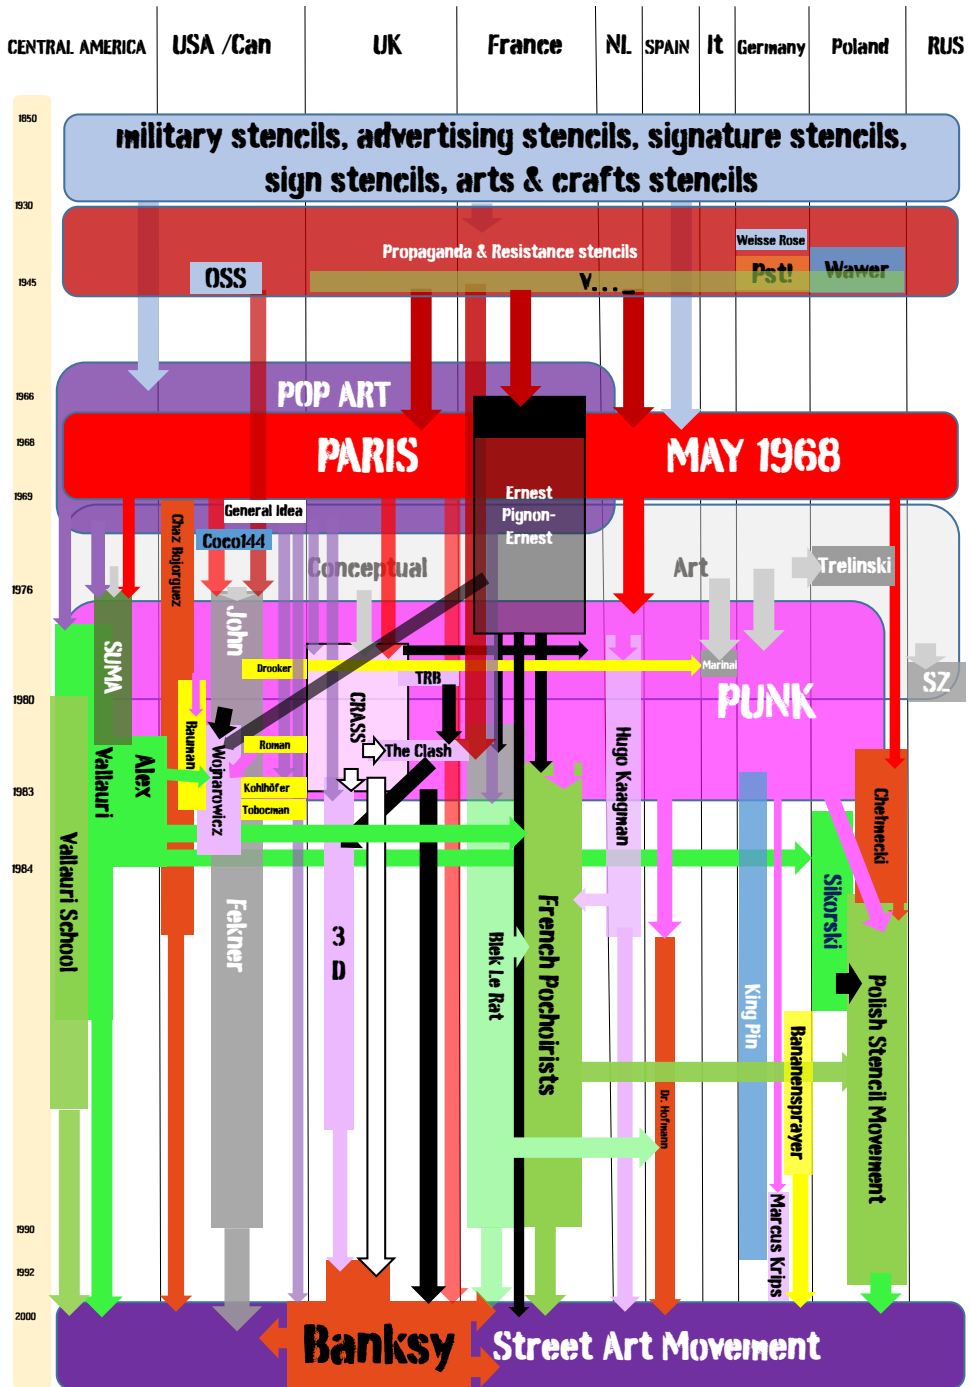 CENTRAL AMERICA
USA /Can
UK
France
NL
SPAIN
It
Germany
Poland
RUS
1850
military stencils, advertising stencils, signature stencils,
sign stencils, arts & crafts stencils
1930
Propaganda & Resistance stencils
Weisse Rose
OSS
Pst!
Wawer
1945
V..._
POP ART
1966
1968
PARIS
MAY 1968
1969
Ernest
Pignon-
Ernest
General Idea
Chaz Bojorguez
Coco144
Conceptual
Art
Trelinski
1976
John
SUMA
Drooker
Marinai
TRB
SZ
1980
PUNK
CRASS
Bauman
Roman
The Clash
Hugo Kaagman
Wojnarowicz
Alex
Vallauri
Kohlhöfer
1983
Tobocman
Chełmecki
Vallauri School
1984
Sikorski
Fekner
3
D
Blek Le Rat
French Pochoirists
King Pin
Polish Stencil Movement
Bananensprayer
Dr. Hofmann
Marcus Krips
1990
1992
2000
Banksy
Street Art Movement